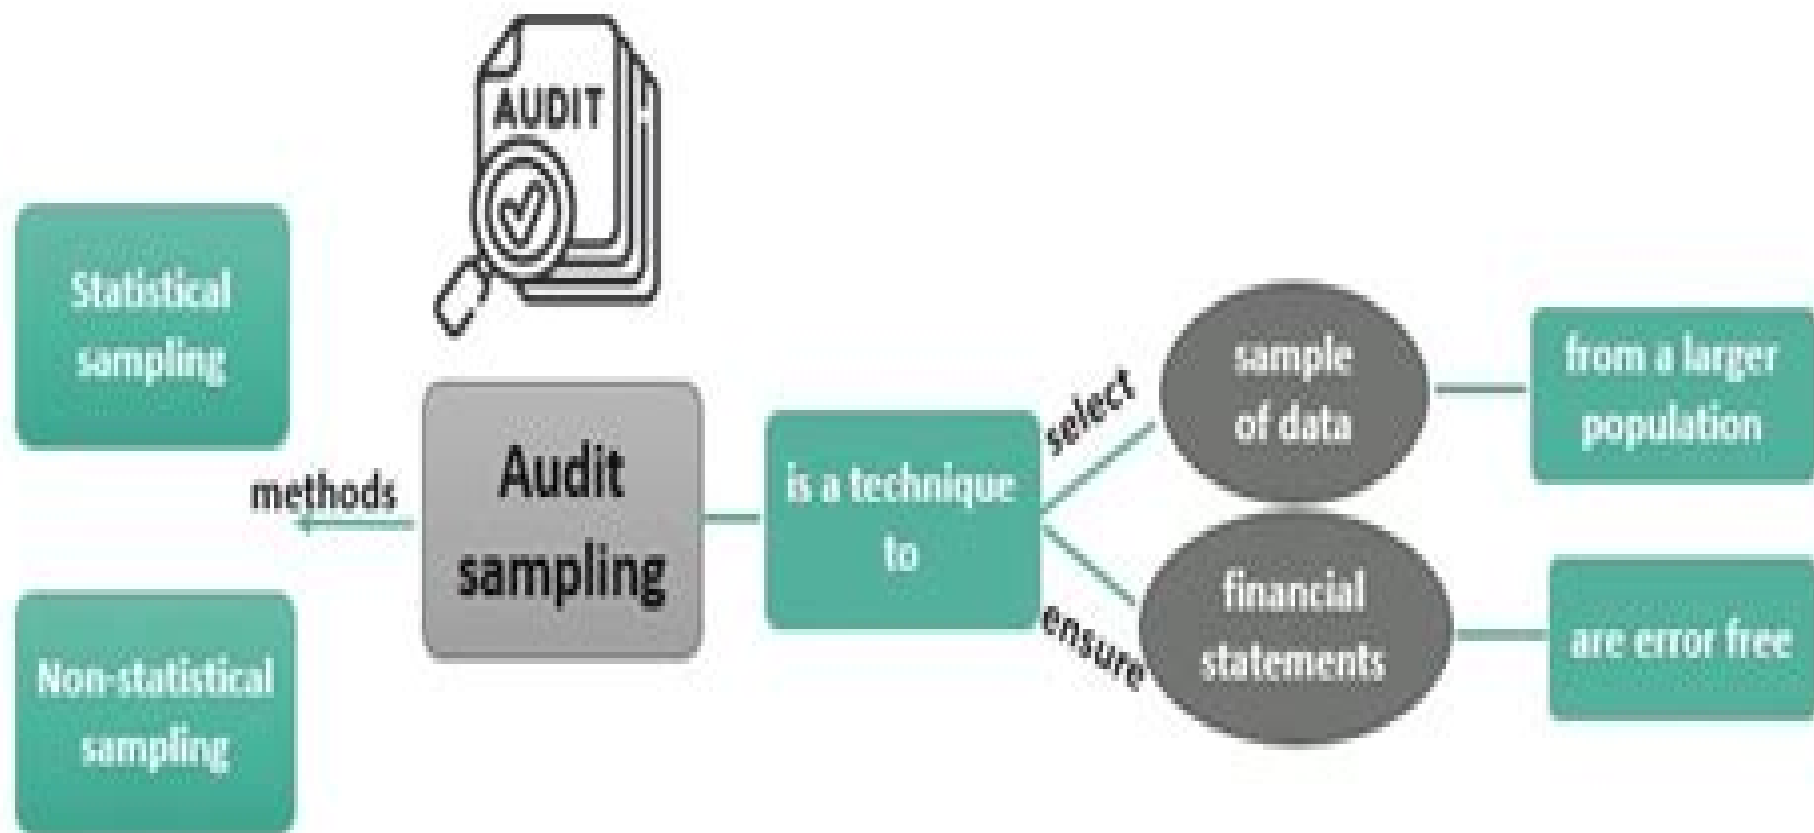 AUDIT
Statistical
sampling
methods
Non-statistical
sampling
Audit
sampling
is a technique
to
select
sample
of data
from a larger
population
ensure
financial
statements
are error free